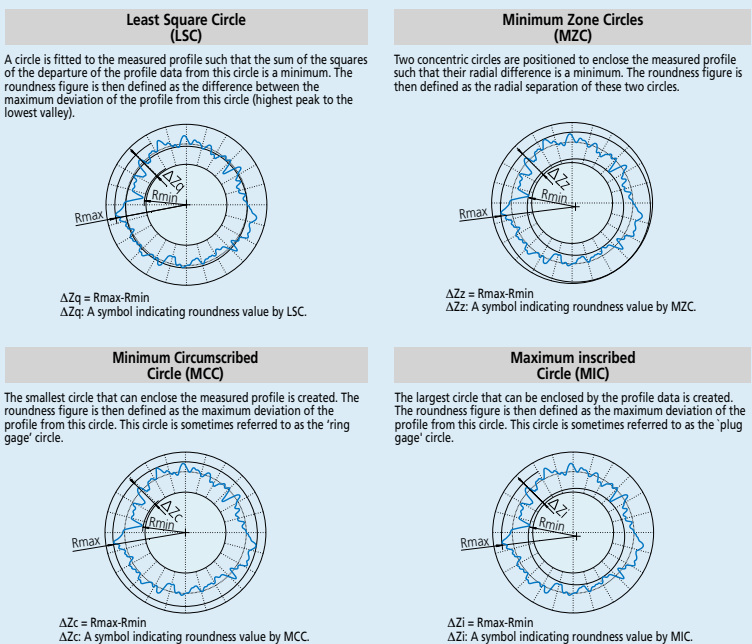 Least Square Circle
(LSC)
A circle is fitted to the measured profile such that the sum of the squares
of the departure of the profile data from this circle is a minimum. The
roundness figure is then defined as the difference between the
maximum deviation of the profile from this circle (highest peak to the
lowest valley).
ΔZq
Rmin
Rmax
ΔZq = Rmax-Rmin
ΔZq: A symbol indicating roundness value by LSC.
Minimum Zone Circles
(MZC)
Two concentric circles are positioned to enclose the measured profile
such that their radial difference is a minimum. The roundness figure is
then defined as the radial separation of these two circles.
ΔZz
Rmin
Rmax
ΔZz = Rmax-Rmin
ΔZz: A symbol indicating roundness value by MZC.
Minimum Circumscribed
Circle (MCC)
The smallest circle that can enclose the measured profile is created. The
roundness figure is then defined as the maximum deviation of the
profile from this circle. This circle is sometimes referred to as the ‘ring
gage’ circle.
ΔZc
Rmin
Rmax
ΔZc = Rmax-Rmin
ΔZc: A symbol indicating roundness value by MCC.
Maximum inscribed
Circle (MIC)
The largest circle that can be enclosed by the profile data is created.
The roundness figure is then defined as the maximum deviation of the
profile from this circle. This circle is sometimes referred to as the `plug
gage' circle.
ΔZi
Rmin
Rmax
ΔZi = Rmax-Rmin
ΔZi: A symbol indicating roundness value by MIC.